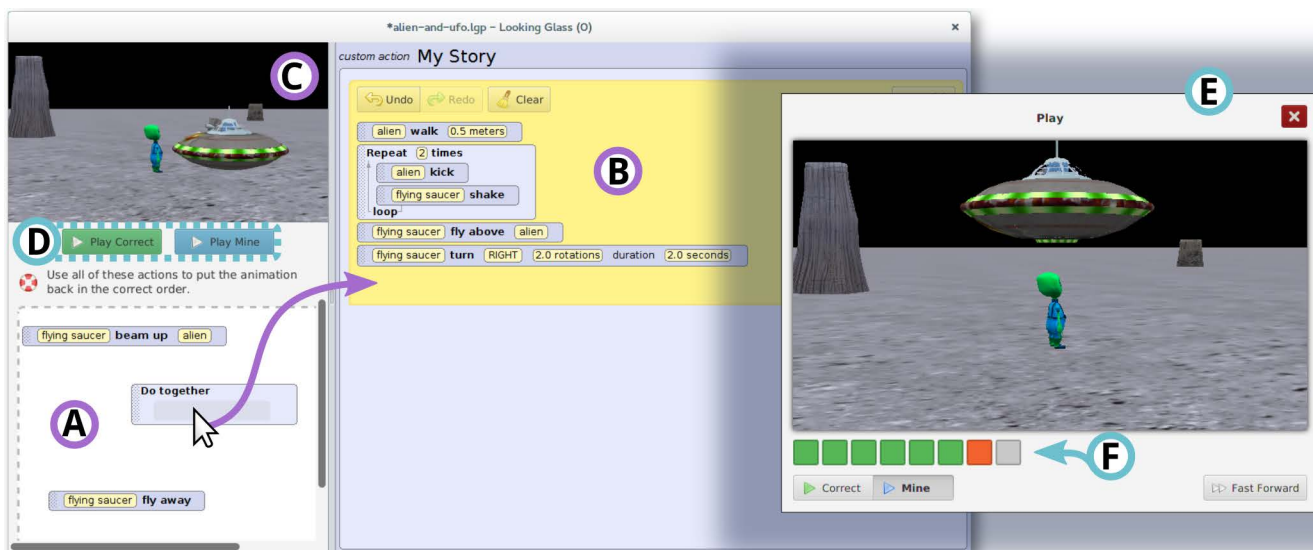 *alien-and-ufo.lgp – Looking Glass (0) ×
C
custom action My Story
Undo Redo Clear
alien walk 0.5 meters
Repeat 2 times
alien kick
flying saucer shake
loop
flying saucer fly above alien
flying saucer turn RIGHT 2.0 rotations duration 2.0 seconds
B
D
Play Correct Play Mine
Use all of these actions to put the animation
back in the correct order.
flying saucer beam up alien
Do together
A
flying saucer fly away
E
Play ×
F
Correct Mine Fast Forward